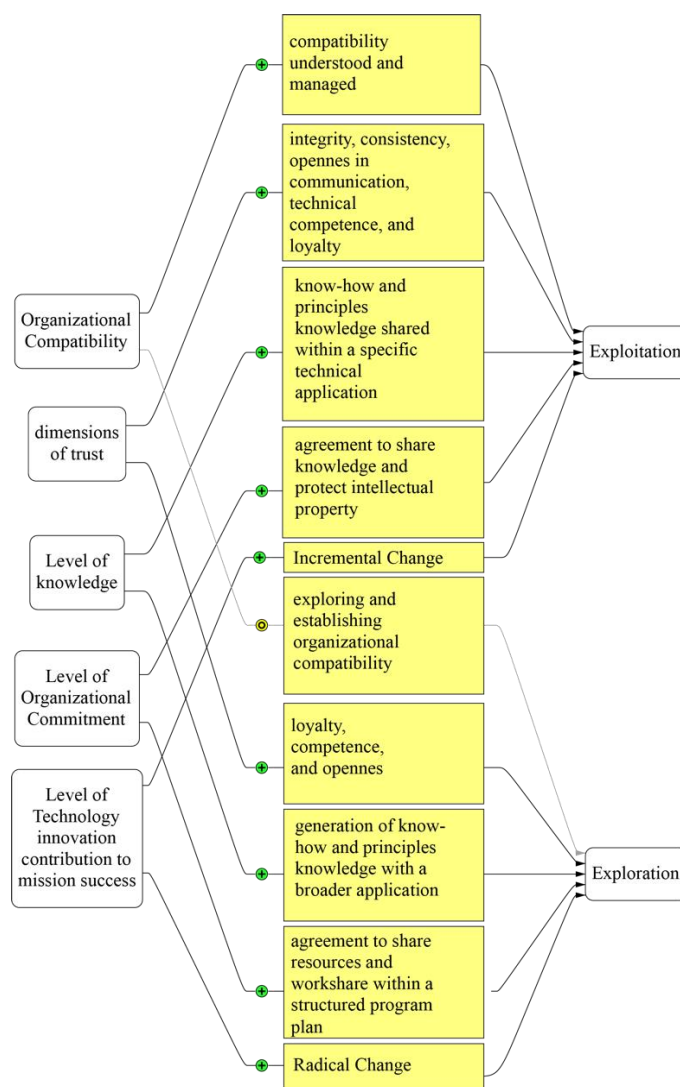 compatibility
understood and
managed
integrity, consistency,
opennes in
communication,
technical
competence, and
loyalty
know-how and
principles
knowledge shared
within a specific
technical
application
agreement to share
knowledge and
protect intellectual
property
Incremental Change
exploring and
establishing
organizational
compatibility
loyalty,
competence,
and opennes
generation of know-
how and principles
knowledge with a
broader application
agreement to share
resources and
workshare within a
structured program
plan
Radical Change
Organizational
Compatibility
dimensions
of trust
Level of
knowledge
Level of
Organizational
Commitment
Level of
Technology
innovation
contribution to
mission success
Exploitation
Exploration